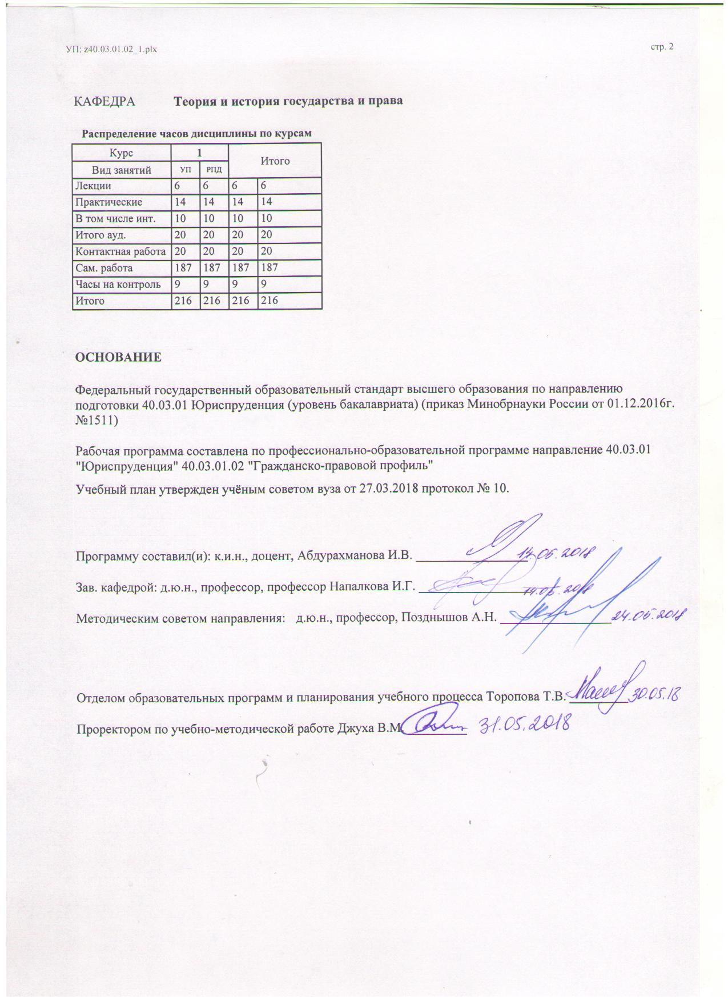 УП: z40.03.01.02_1.plx
стр. 2
КАФЕДРА Теория и история государства и права
Распределение часов дисциплины по курсам
Курс 1 Итого
Вид занятий УП РПД
Лекции 6 6 6 6
Практические 14 14 14 14
В том числе инт. 10 10 10 10
Итого ауд. 20 20 20 20
Контактная работа 20 20 20 20
Сам. работа 187 187 187 187
Часы на контроль 9 9 9 9
Итого 216 216 216 216
ОСНОВАНИЕ
Федеральный государственный образовательный стандарт высшего образования по направлению
подготовки 40.03.01 Юриспруденция (уровень бакалавриата) (приказ Минобрнауки России от 01.12.2016г.
№1511)
Рабочая программа составлена по профессионально-образовательной программе направление 40.03.01
"Юриспруденция" 40.03.01.02 "Гражданско-правовой профиль"
Учебный план утвержден учёным советом вуза от 27.03.2018 протокол № 10.
Программу составил(и): к.и.н., доцент, Абдурахманова И.В. 14.05.2018
Зав. кафедрой: д.ю.н., профессор, профессор Напалкова И.Г. 14.05.2018
Методическим советом направления: д.ю.н., профессор, Позднышов А.Н. 24.05.2018
Отделом образовательных программ и планирования учебного процесса Торопова Т.В. 30.05.18
Проректором по учебно-методической работе Джуха В.М. 31.05.2018